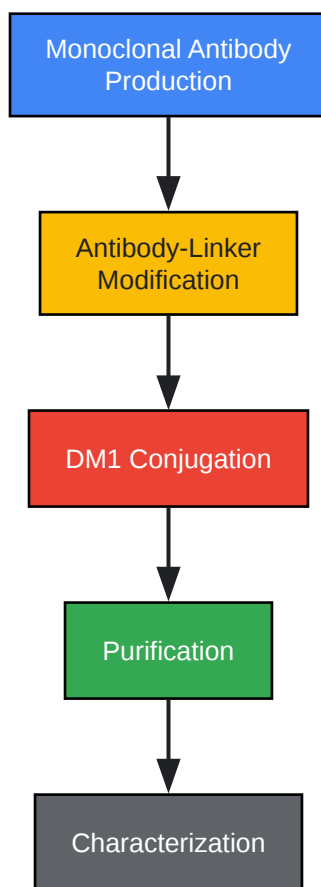 Monoclonal Antibody
Production
Antibody-Linker
Modification
DM1 Conjugation
Purification
Characterization